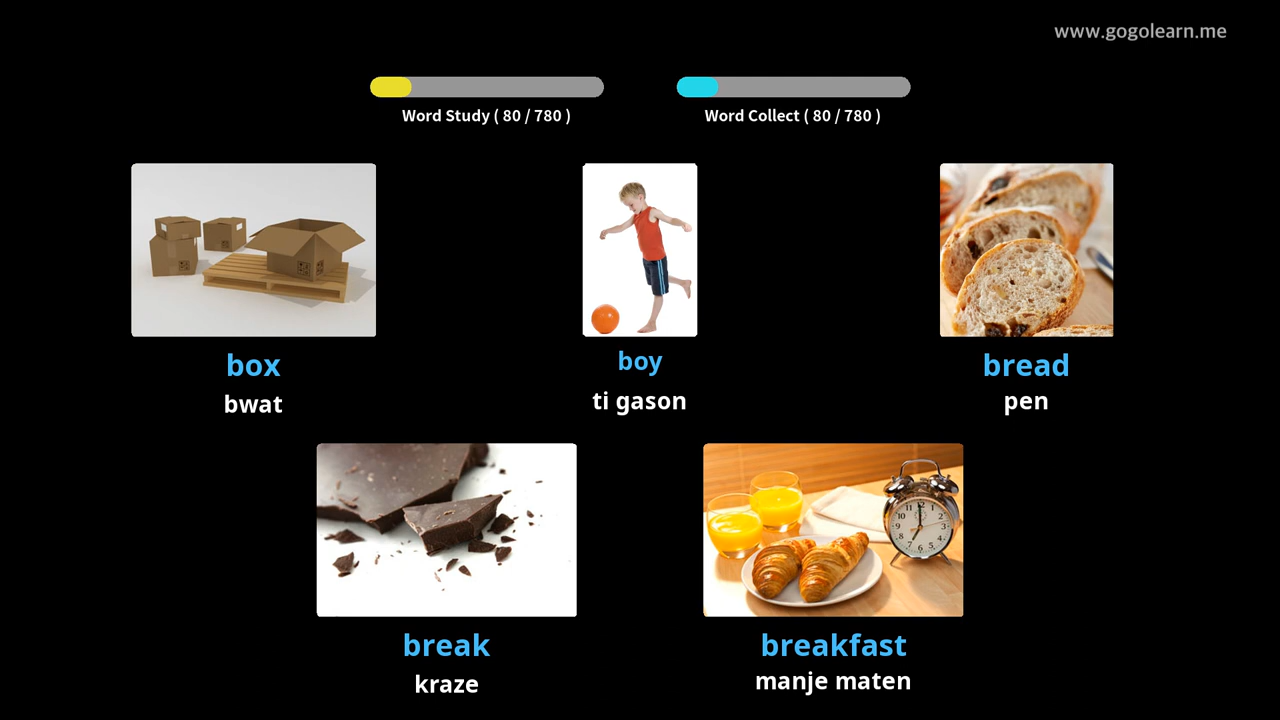 www.gogolearn.me
Word Study ( 80 / 780 )
Word Collect ( 80 / 780 )
box
bwat
boy
ti gason
bread
pen
break
kraze
breakfast
manje maten